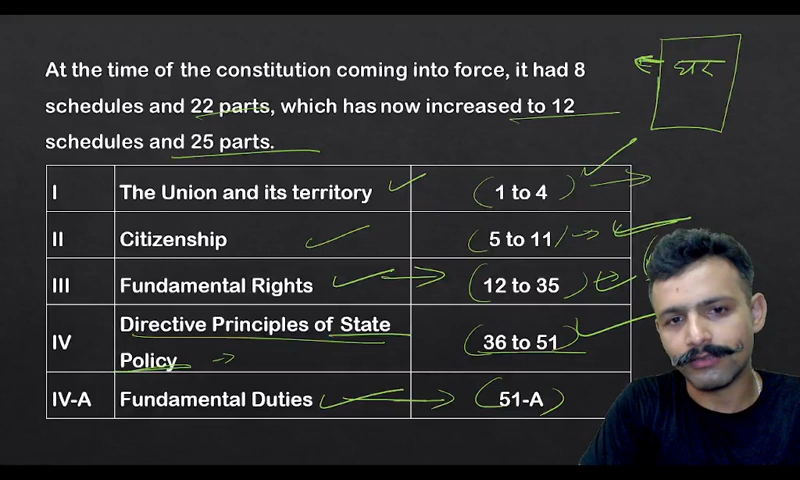 At the time of the constitution coming into force, it had 8
schedules and 22 parts, which has now increased to 12
schedules and 25 parts.
घर
I The Union and its territory 1 to 4
II Citizenship 5 to 11
III Fundamental Rights 12 to 35
IV Directive Principles of State Policy 36 to 51
IV-A Fundamental Duties 51-A